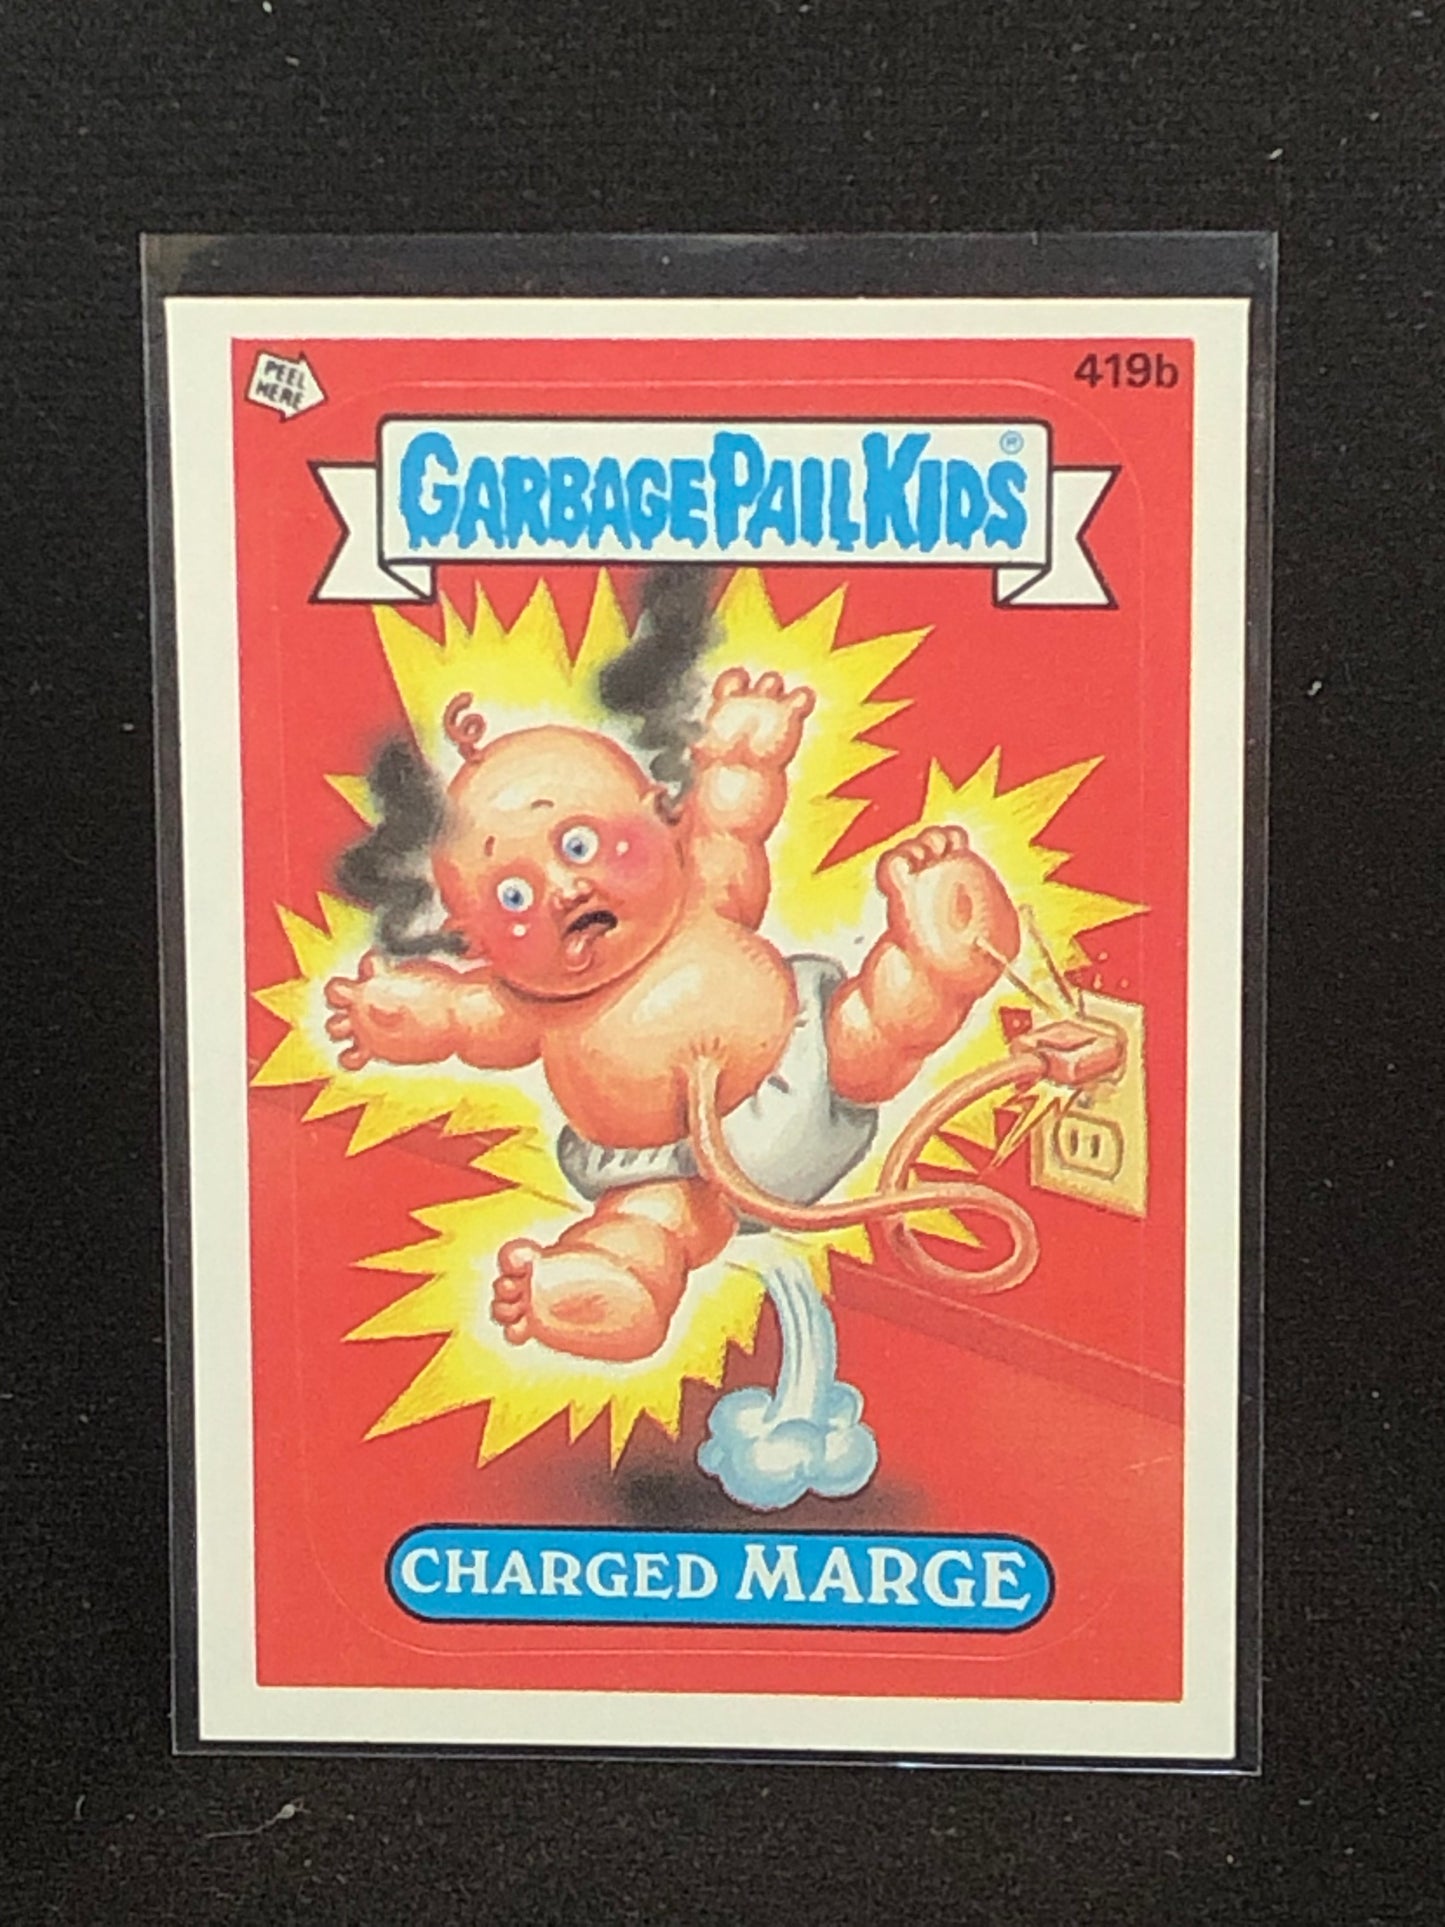 PEEL
HERE
419b
GARBAGE PAIL KIDS®
CHARGED MARGE